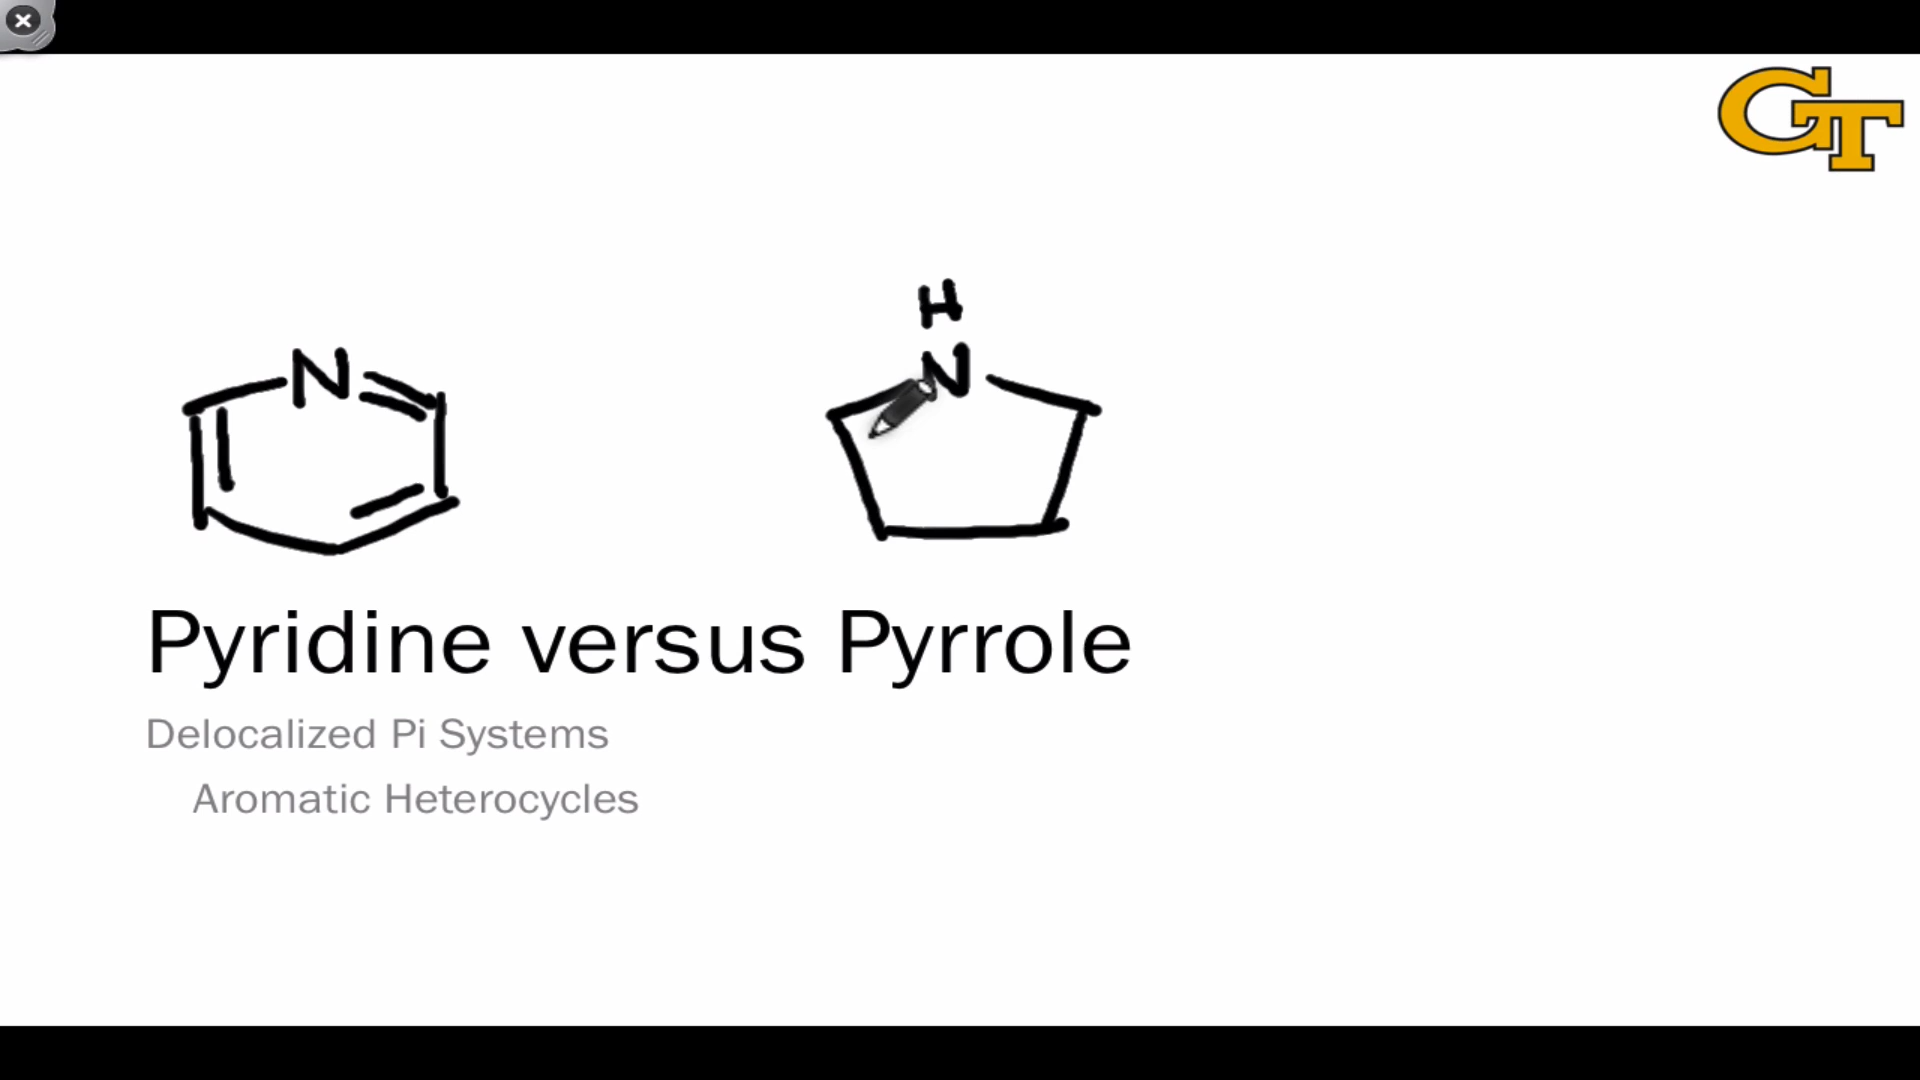 GT
H
N
N
Pyridine versus Pyrrole
Delocalized Pi Systems
Aromatic Heterocycles